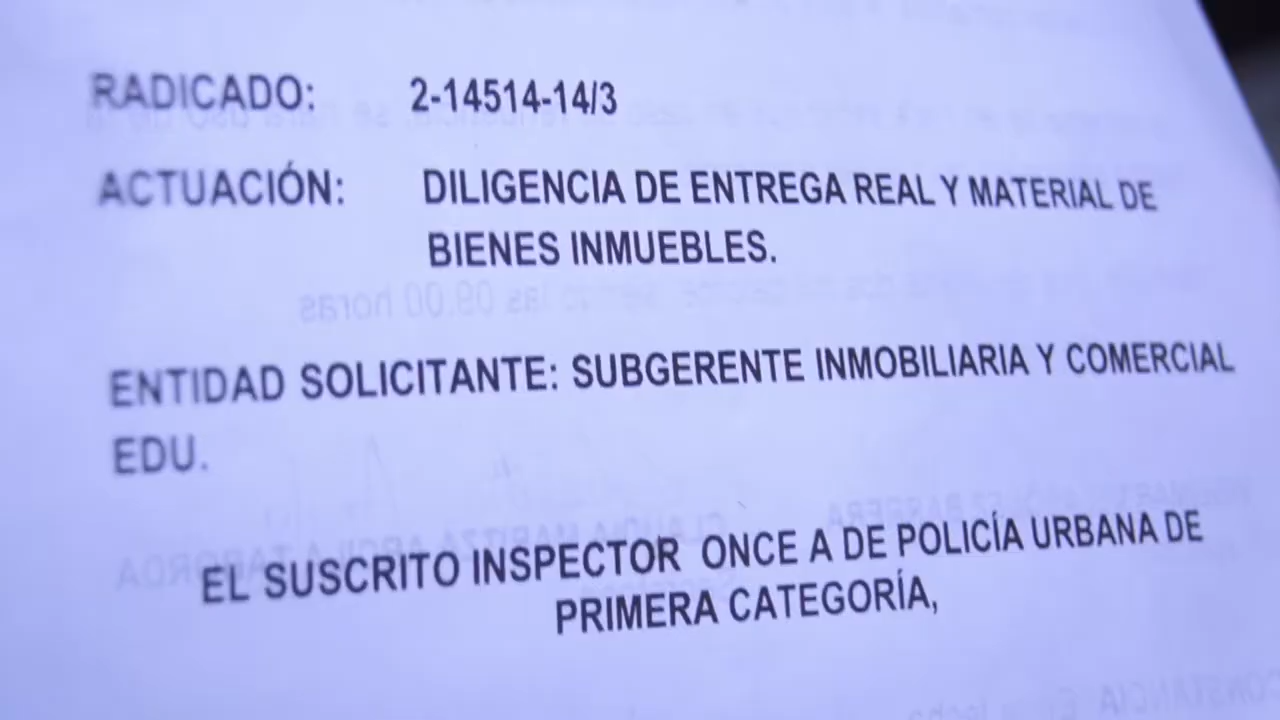 RADICADO: 2-14514-14/3
ACTUACIÓN: DILIGENCIA DE ENTREGA REAL Y MATERIAL DE
BIENES INMUEBLES.
ENTIDAD SOLICITANTE: SUBGERENTE INMOBILIARIA Y COMERCIAL
EDU.
EL SUSCRITO INSPECTOR ONCE A DE POLICÍA URBANA DE
PRIMERA CATEGORÍA,